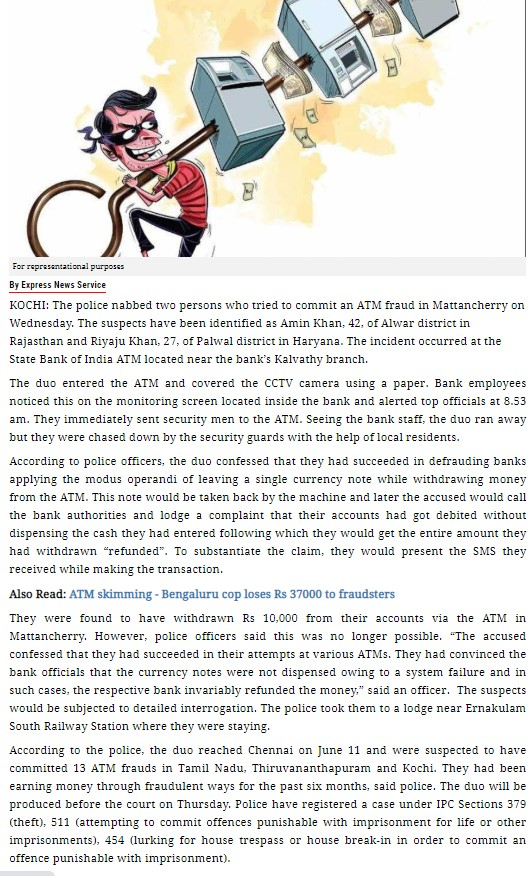 For representational purposes
By Express News Service
KOCHI: The police nabbed two persons who tried to commit an ATM fraud in Mattancherry on
Wednesday. The suspects have been identified as Amin Khan, 42, of Alwar district in
Rajasthan and Riyaju Khan, 27, of Palwal district in Haryana. The incident occurred at the
State Bank of India ATM located near the bank's Kalvathy branch.
The duo entered the ATM and covered the CCTV camera using a paper. Bank employees
noticed this on the monitoring screen located inside the bank and alerted top officials at 8.53
am. They immediately sent security men to the ATM. Seeing the bank staff, the duo ran away
but they were chased down by the security guards with the help of local residents.
According to police officers, the duo confessed that they had succeeded in defrauding banks
applying the modus operandi of leaving a single currency note while withdrawing money
from the ATM. This note would be taken back by the machine and later the accused would call
the bank authorities and lodge a complaint that their accounts had got debited without
dispensing the cash they had entered following which they would get the entire amount they
had withdrawn “refunded”. To substantiate the claim, they would present the SMS they
received while making the transaction.
Also Read: ATM skimming - Bengaluru cop loses Rs 37000 to fraudsters
They were found to have withdrawn Rs 10,000 from their accounts via the ATM in
Mattancherry. However, police officers said this was no longer possible. “The accused
confessed that they had succeeded in their attempts at various ATMs. They had convinced the
bank officials that the currency notes were not dispensed owing to a system failure and in
such cases, the respective bank invariably refunded the money,” said an officer. The suspects
would be subjected to detailed interrogation. The police took them to a lodge near Ernakulam
South Railway Station where they were staying.
According to the police, the duo reached Chennai on June 11 and were suspected to have
committed 13 ATM frauds in Tamil Nadu, Thiruvananthapuram and Kochi. They had been
earning money through fraudulent ways for the past six months, said police. The duo will be
produced before the court on Thursday. Police have registered a case under IPC Sections 379
(theft), 511 (attempting to commit offences punishable with imprisonment for life or other
imprisonments), 454 (lurking for house trespass or house break-in in order to commit an
offence punishable with imprisonment).